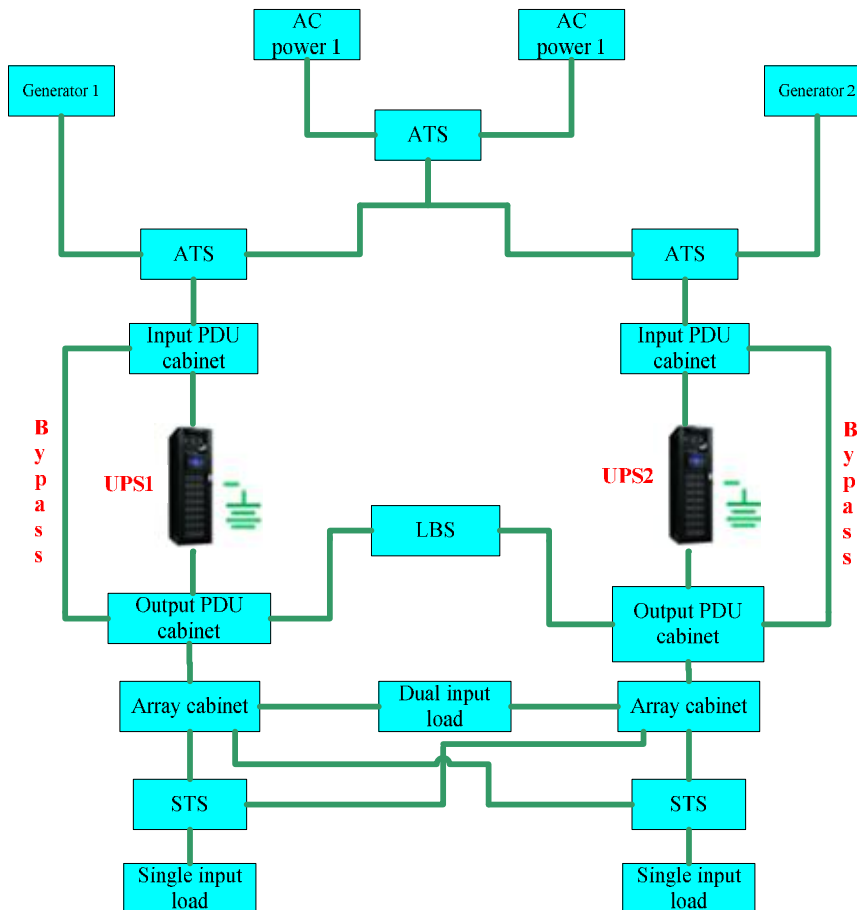 AC
power 1
AC
power 1
Generator 1
Generator 2
ATS
ATS
ATS
Input PDU
cabinet
Input PDU
cabinet
Bypass
UPS1
UPS2
Bypass
LBS
Output PDU
cabinet
Output PDU
cabinet
Array cabinet
Dual input
load
Array cabinet
STS
STS
Single input
load
Single input
load